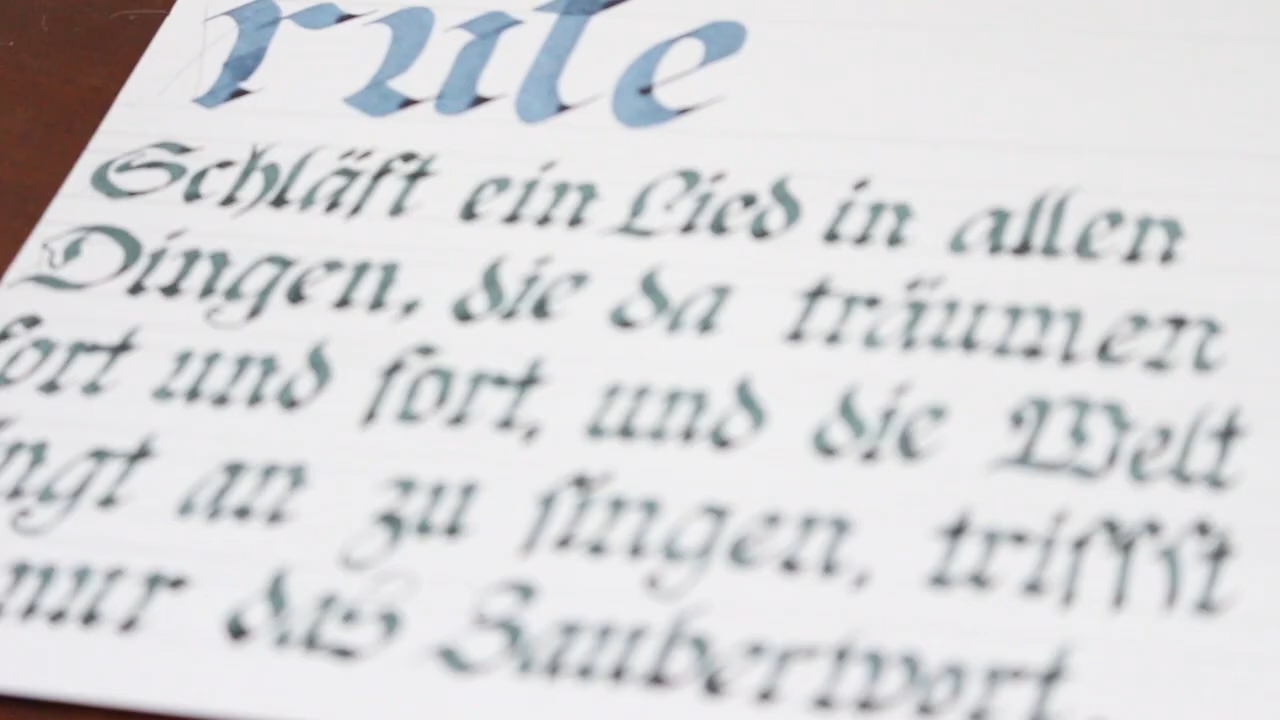 rule
Schläft ein Lied in allen
Dingen, die da träumen
fort und fort, und die Welt
ngt an zu ſingen, triffſt
nur das Zauberwort.